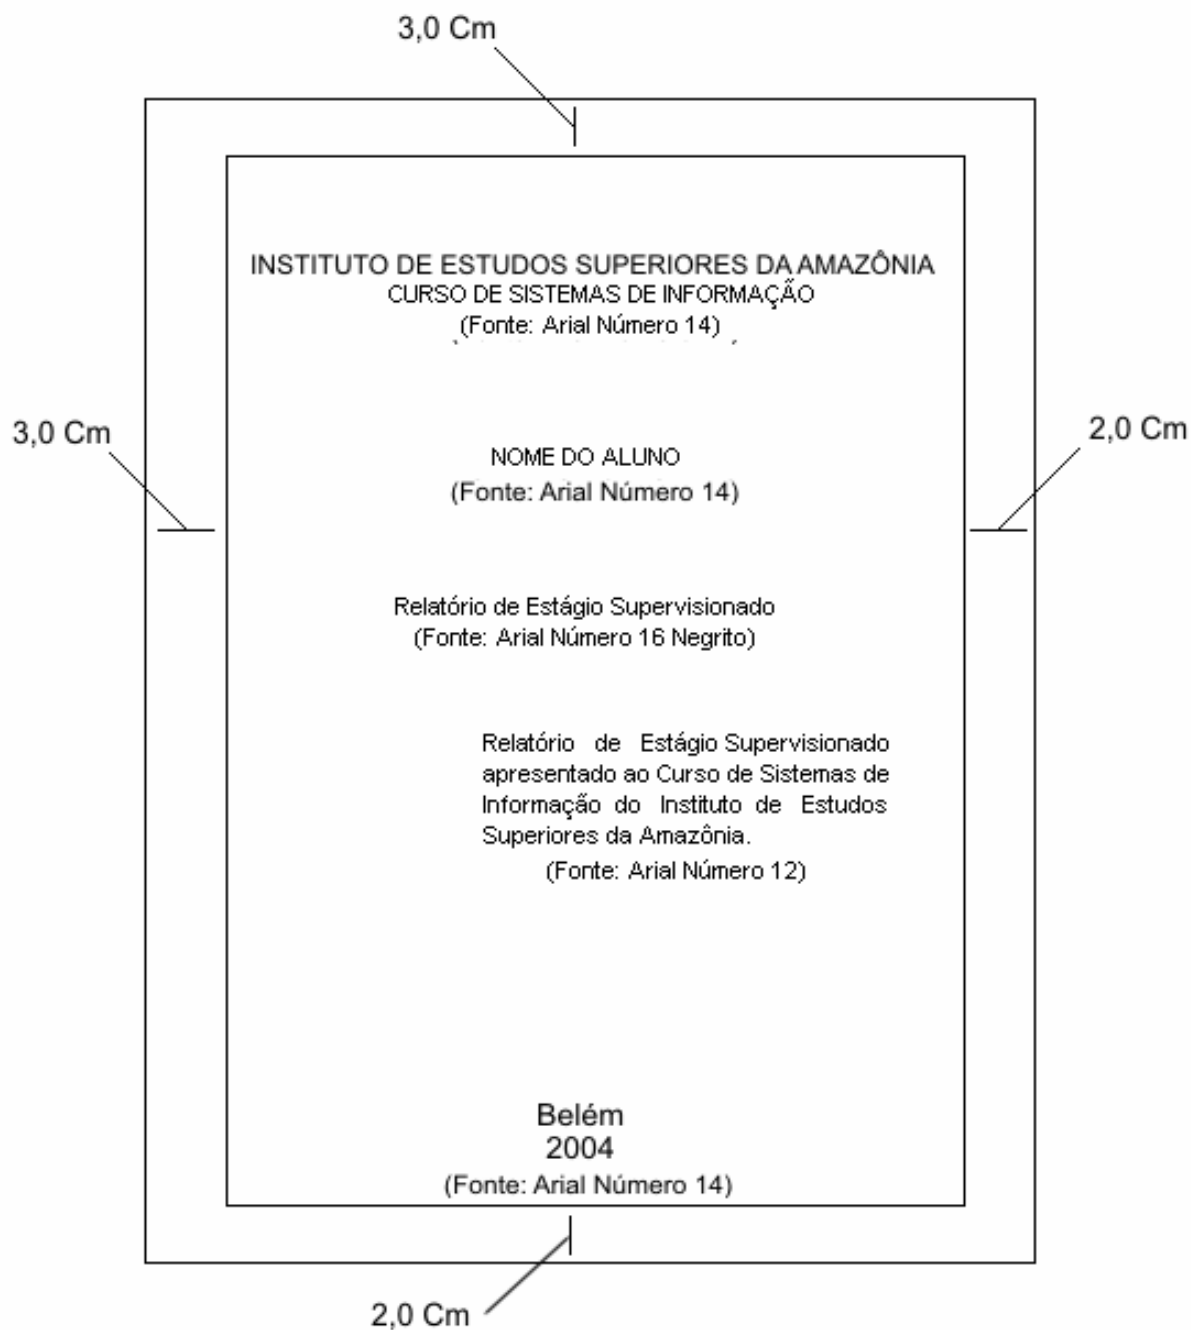 3,0 Cm
INSTITUTO DE ESTUDOS SUPERIORES DA AMAZÔNIA
CURSO DE SISTEMAS DE INFORMAÇÃO
(Fonte: Arial Número 14)
3,0 Cm
2,0 Cm
NOME DO ALUNO
(Fonte: Arial Número 14)
Relatório de Estágio Supervisionado
(Fonte: Arial Número 16 Negrito)
Relatório de Estágio Supervisionado
apresentado ao Curso de Sistemas de
Informação do Instituto de Estudos
Superiores da Amazônia.
(Fonte: Arial Número 12)
Belém
2004
(Fonte: Arial Número 14)
2,0 Cm